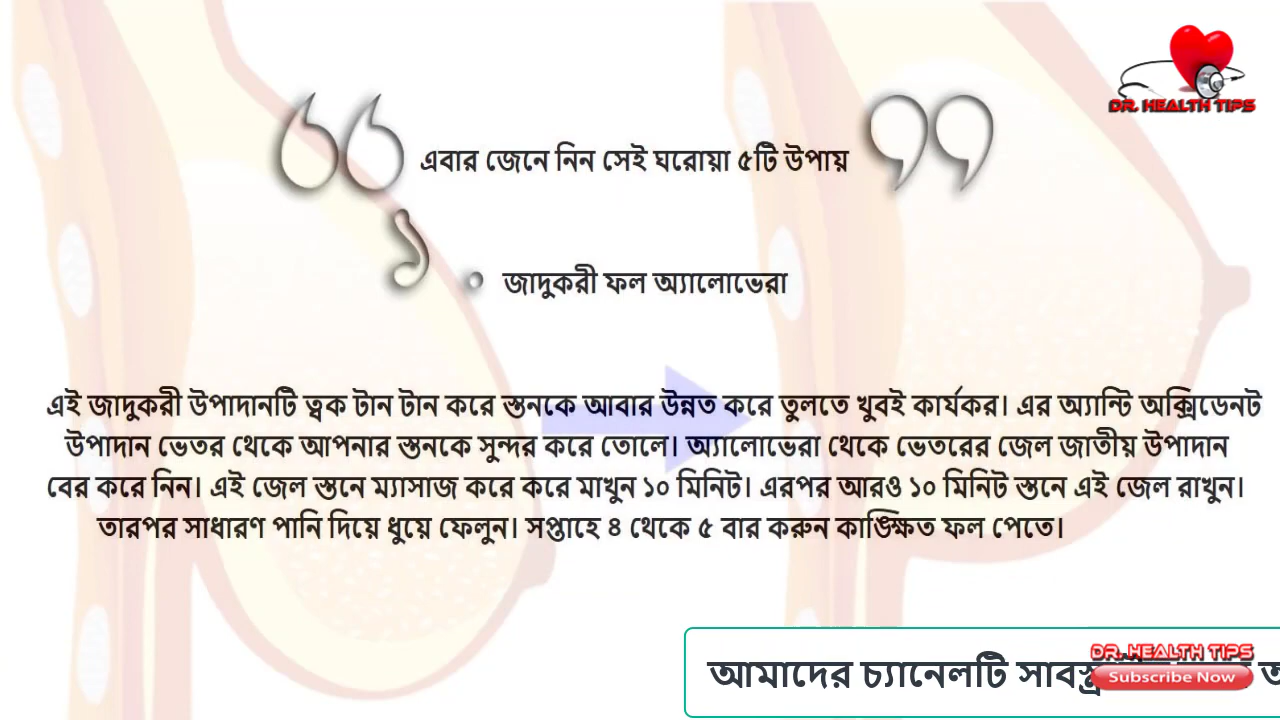 DR. HEALTH TIPS
এবার জেনে নিন সেই ঘরোয়া ৫টি উপায়
১. জাদুকরী ফল অ্যালোভেরা
এই জাদুকরী উপাদানটি ত্বক টান টান করে স্তনকে আবার উন্নত করে তুলতে খুবই কার্যকর। এর অ্যান্টি অক্সিডেনট
উপাদান ভেতর থেকে আপনার স্তনকে সুন্দর করে তোলে। অ্যালোভেরা থেকে ভেতরের জেল জাতীয় উপাদান
বের করে নিন। এই জেল স্তনে ম্যাসাজ করে করে মাখুন ১০ মিনিট। এরপর আরও ১০ মিনিট স্তনে এই জেল রাখুন।
তারপর সাধারণ পানি দিয়ে ধুয়ে ফেলুন। সপ্তাহে ৪ থেকে ৫ বার করুন কাঙ্ক্ষিত ফল পেতে।
আমাদের চ্যানেলটি
DR. HEALTH TIPS
Subscribe Now